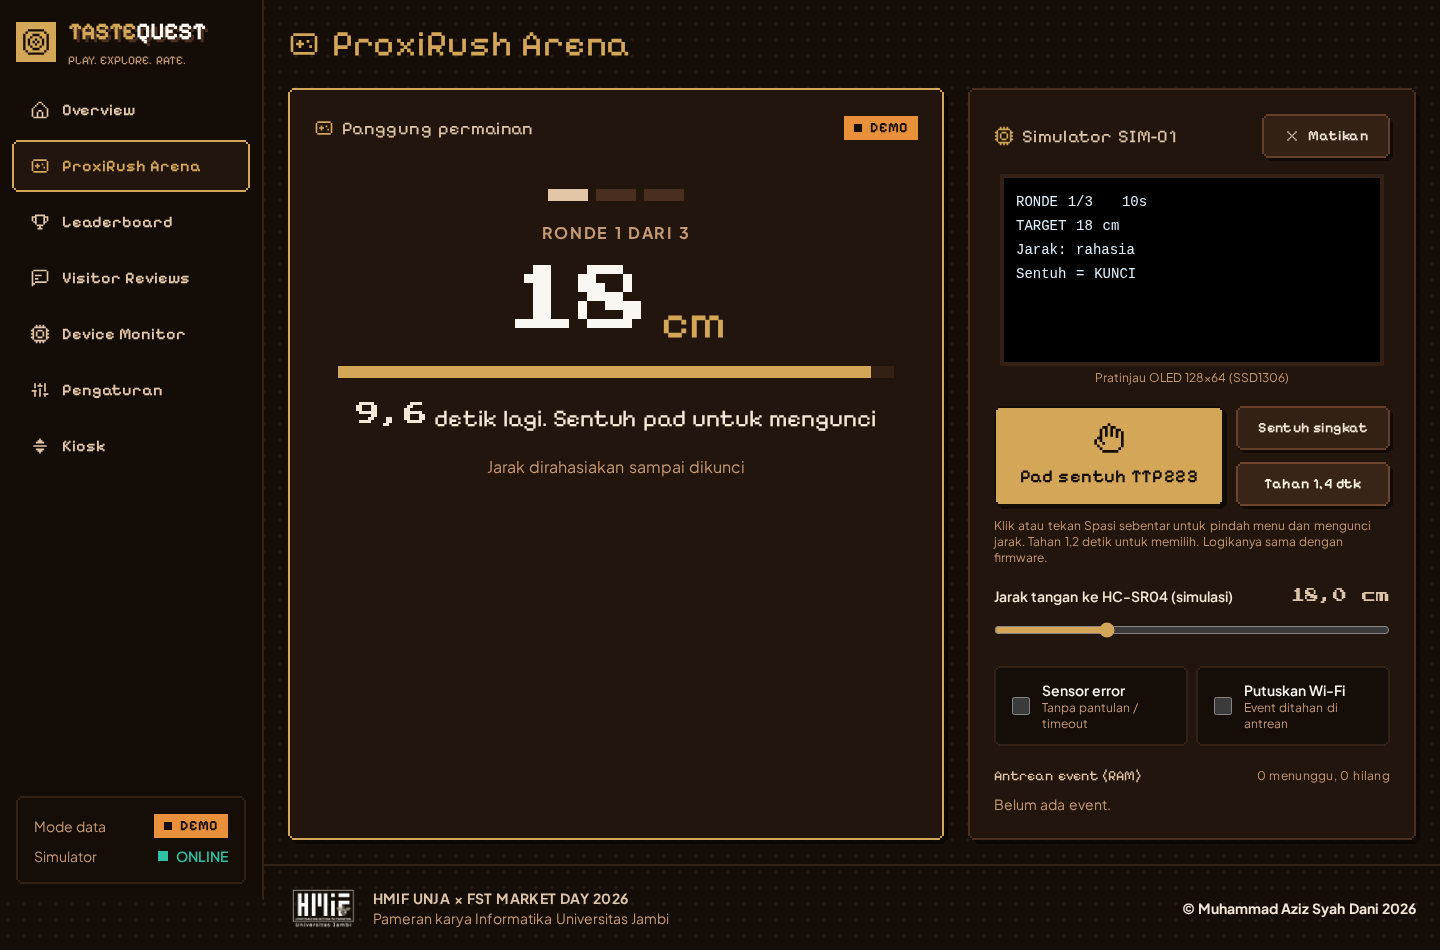 TASTEQUEST
PLAY. EXPLORE. RATE.
Overview
ProxiRush Arena
Leaderboard
Visitor Reviews
Device Monitor
Pengaturan
Kiosk
Mode data
DEMO
Simulator
ONLINE
ProxiRush Arena
Panggung permainan
DEMO
RONDE 1 DARI 3
18 cm
9,6 detik lagi. Sentuh pad untuk mengunci
Jarak dirahasiakan sampai dikunci
Simulator SIM-01
Matikan
RONDE 1/3 10s
TARGET 18 cm
Jarak: rahasia
Sentuh = KUNCI
Pratinjau OLED 128×64 (SSD1306)
Pad sentuh TTP223
Sentuh singkat
Tahan 1,4 dtk
Klik atau tekan Spasi sebentar untuk pindah menu dan mengunci
jarak. Tahan 1,2 detik untuk memilih. Logikanya sama dengan
firmware.
Jarak tangan ke HC-SR04 (simulasi)
18,0 cm
Sensor error
Tanpa pantulan /
timeout
Putuskan Wi-Fi
Event ditahan di
antrean
Antrean event (RAM)
0 menunggu, 0 hilang
Belum ada event.
HMIF
Universitas Jambi
HMIF UNJA × FST MARKET DAY 2026
Pameran karya Informatika Universitas Jambi
© Muhammad Aziz Syah Dani 2026